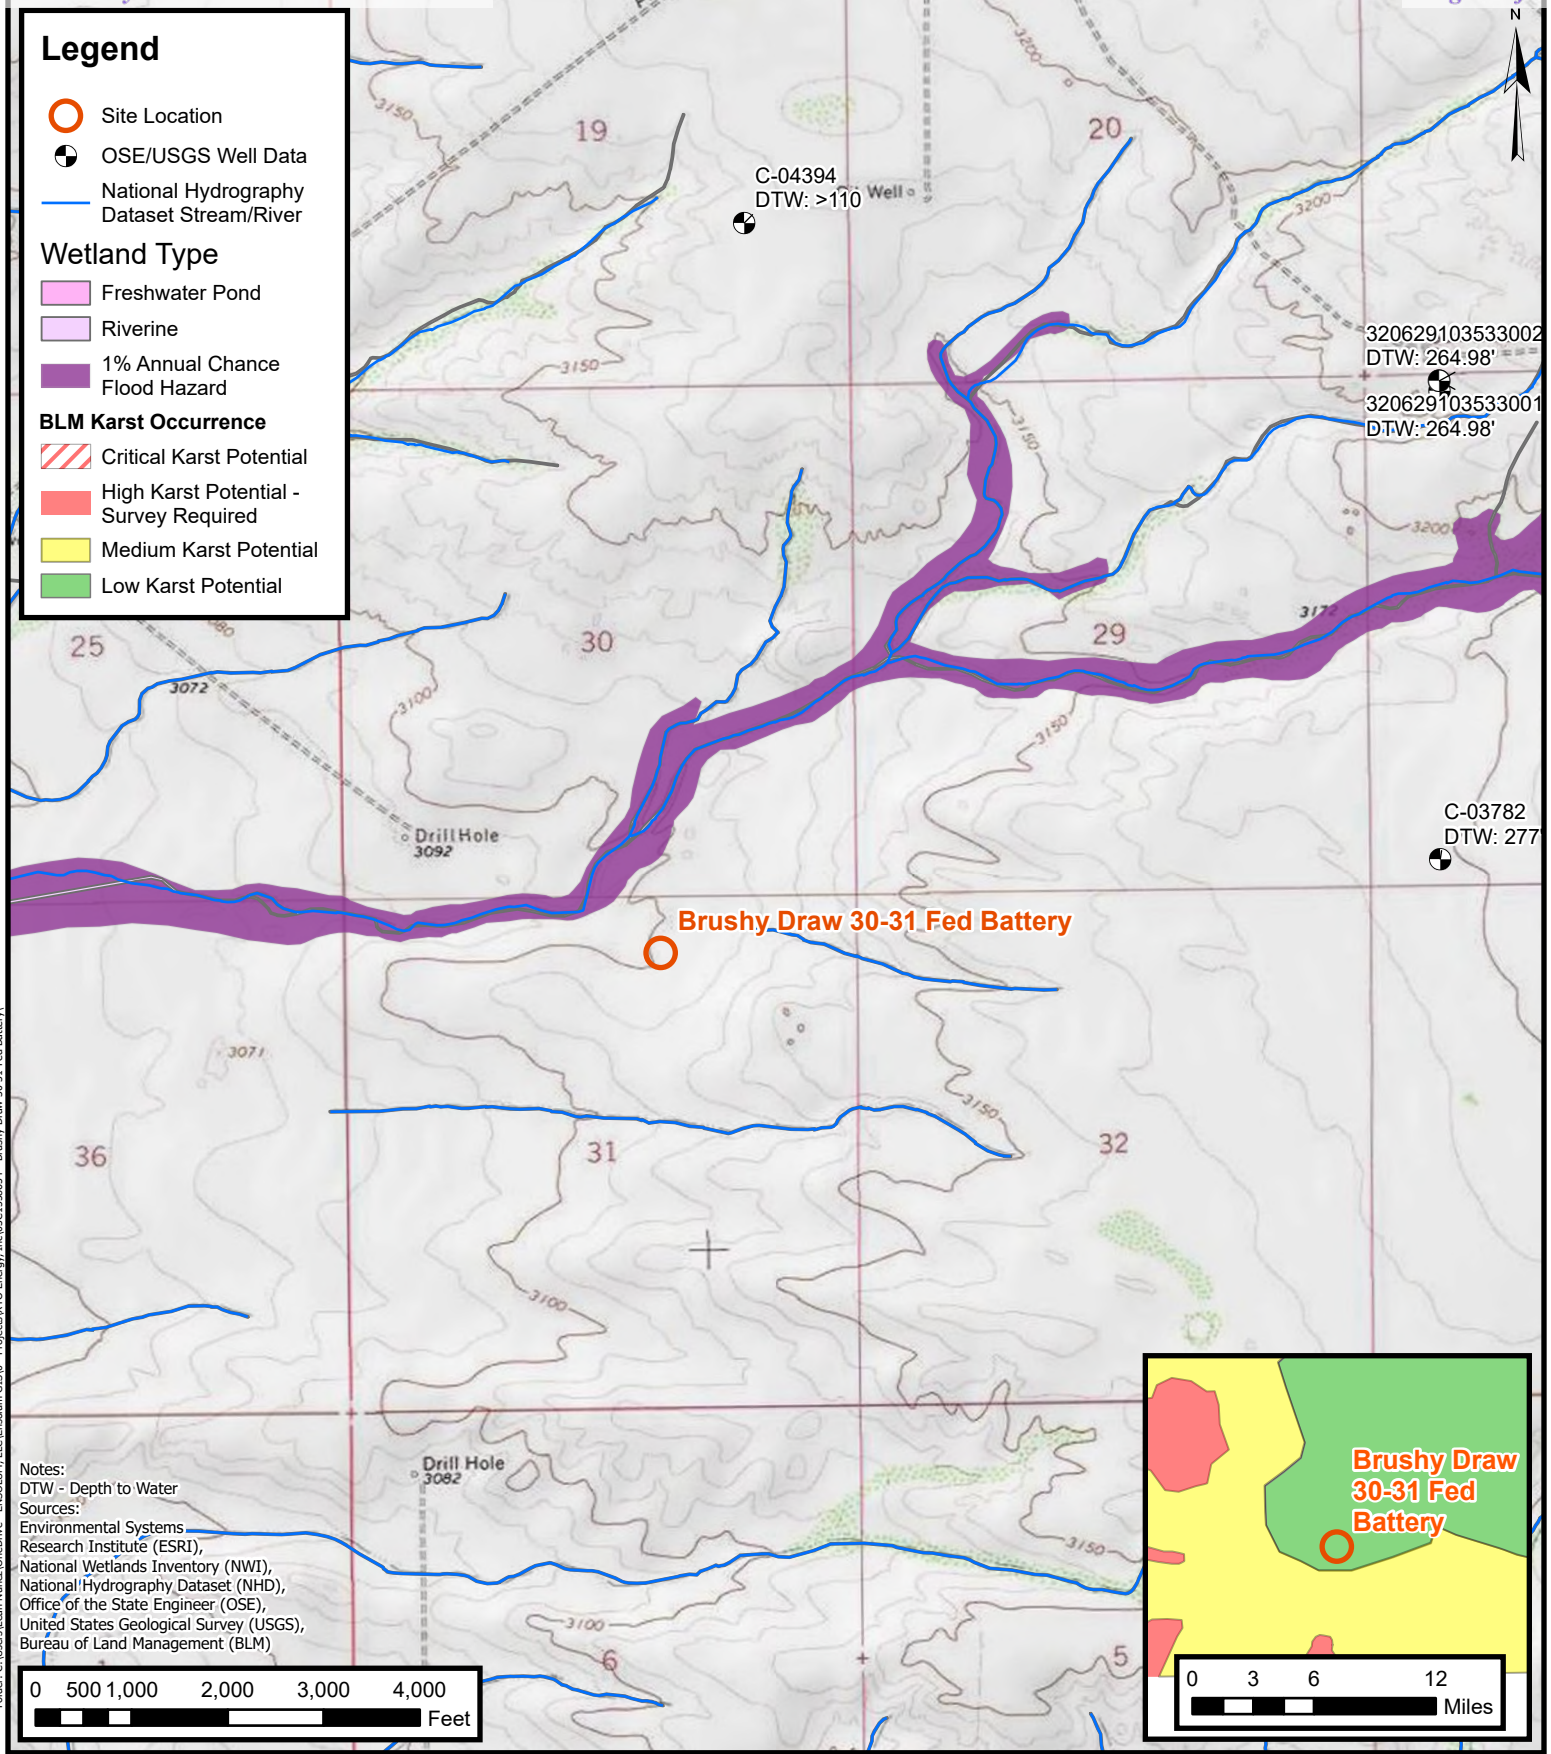 Legend
Site Location
OSE/USGS Well Data
National Hydrography
Dataset Stream/River
Wetland Type
Freshwater Pond
Riverine
1% Annual Chance
Flood Hazard
BLM Karst Occurrence
Critical Karst Potential
High Karst Potential -
Survey Required
Medium Karst Potential
Low Karst Potential
N
3200
3150
19
20
C-04394
DTW: >110
Well
3200
320629103533002
DTW: 264.98'
3150
320629103533001
DTW: 264.98'
3150
3200
3172
25
30
29
3072
3100
3150
Drill Hole
3092
C-03782
DTW: 277'
Brushy Draw 30-31 Fed Battery
3071
3150
36
31
32
3100
Drill Hole
3082
3150
3100
6
5
Notes:
DTW - Depth to Water
Sources:
Environmental Systems
Research Institute (ESRI),
National Wetlands Inventory (NWI),
National Hydrography Dataset (NHD),
Office of the State Engineer (OSE),
United States Geological Survey (USGS),
Bureau of Land Management (BLM)
0 500 1,000 2,000 3,000 4,000
Feet
Brushy Draw
30-31 Fed
Battery
0 3 6 12
Miles